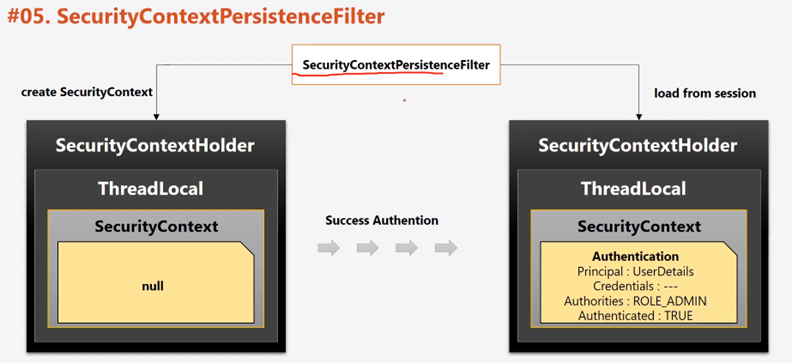 #05. SecurityContextPersistenceFilter
SecurityContextPersistenceFilter
create SecurityContext
load from session
SecurityContextHolder
ThreadLocal
SecurityContext
null
Success Authention
SecurityContextHolder
ThreadLocal
SecurityContext
Authentication
Principal : UserDetails
Credentials : ---
Authorities : ROLE_ADMIN
Authenticated : TRUE